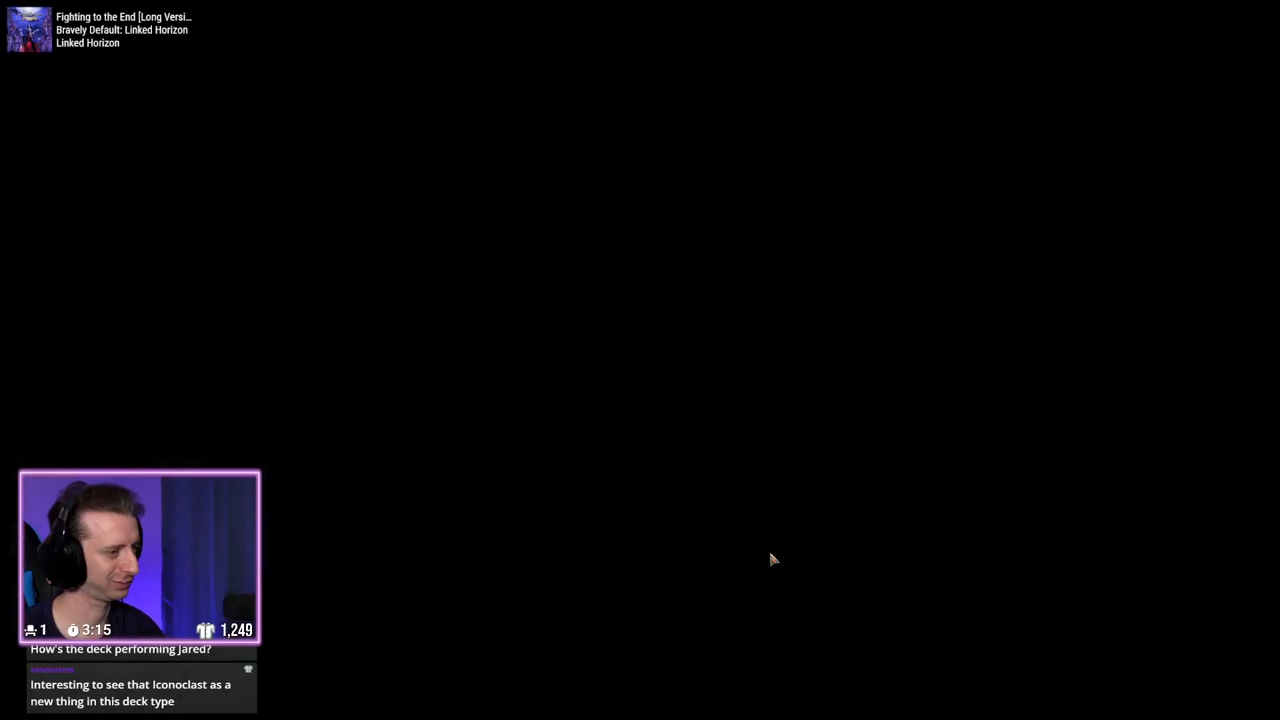 Fighting to the End [Long Versi...
Bravely Default: Linked Horizon
Linked Horizon
1
3:15
1,249
How's the deck performing Jared?
Interesting to see that Iconoclast as a
new thing in this deck type